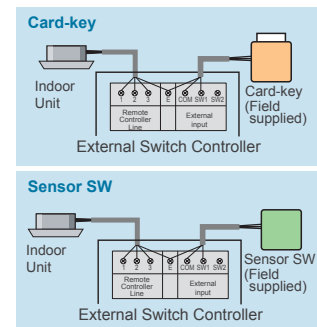 Card-key
Indoor
Unit
Card-key
(Field
supplied)
1 2 3 E COM SW1 SW2
Remote
Controller
Line
External
input
External Switch Controller
Sensor SW
Indoor
Unit
Sensor SW
(Field
supplied)
1 2 3 E COM SW1 SW2
Remote
Controller
Line
External
input
External Switch Controller